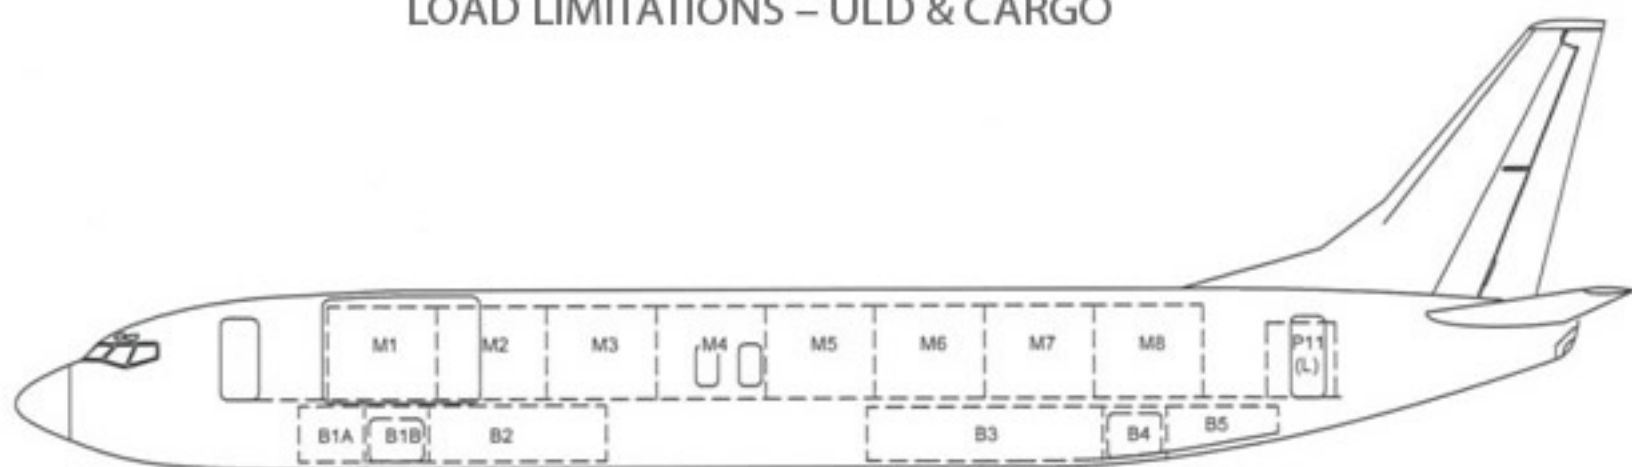 LOAD LIMITATIONS – ULD & CARGO
M1 M2 M3 M4 M5 M6 M7 M8 P11
(L)
B1A B1B B2 B3 B4 B5